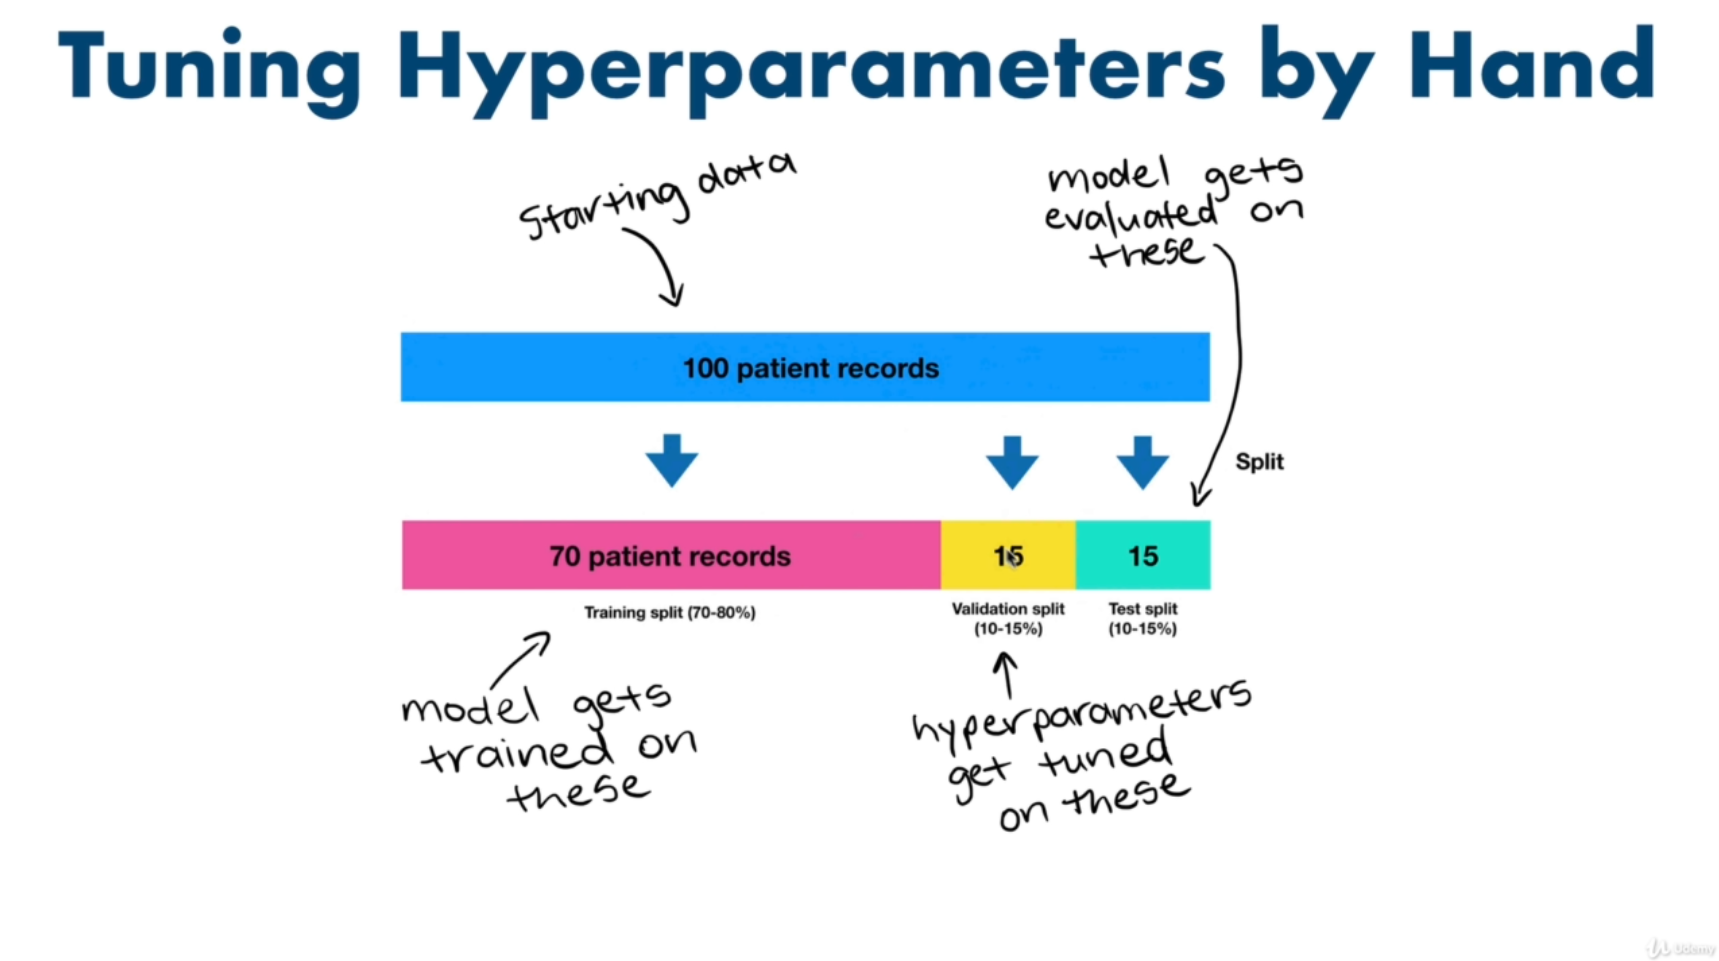 Tuning Hyperparameters by Hand
starting data
model gets
evaluated on
these
100 patient records
Split
70 patient records
15
15
Training split (70-80%)
Validation split
(10-15%)
Test split
(10-15%)
model gets
trained on
these
hyperparameters
get tuned
on these
Udemy